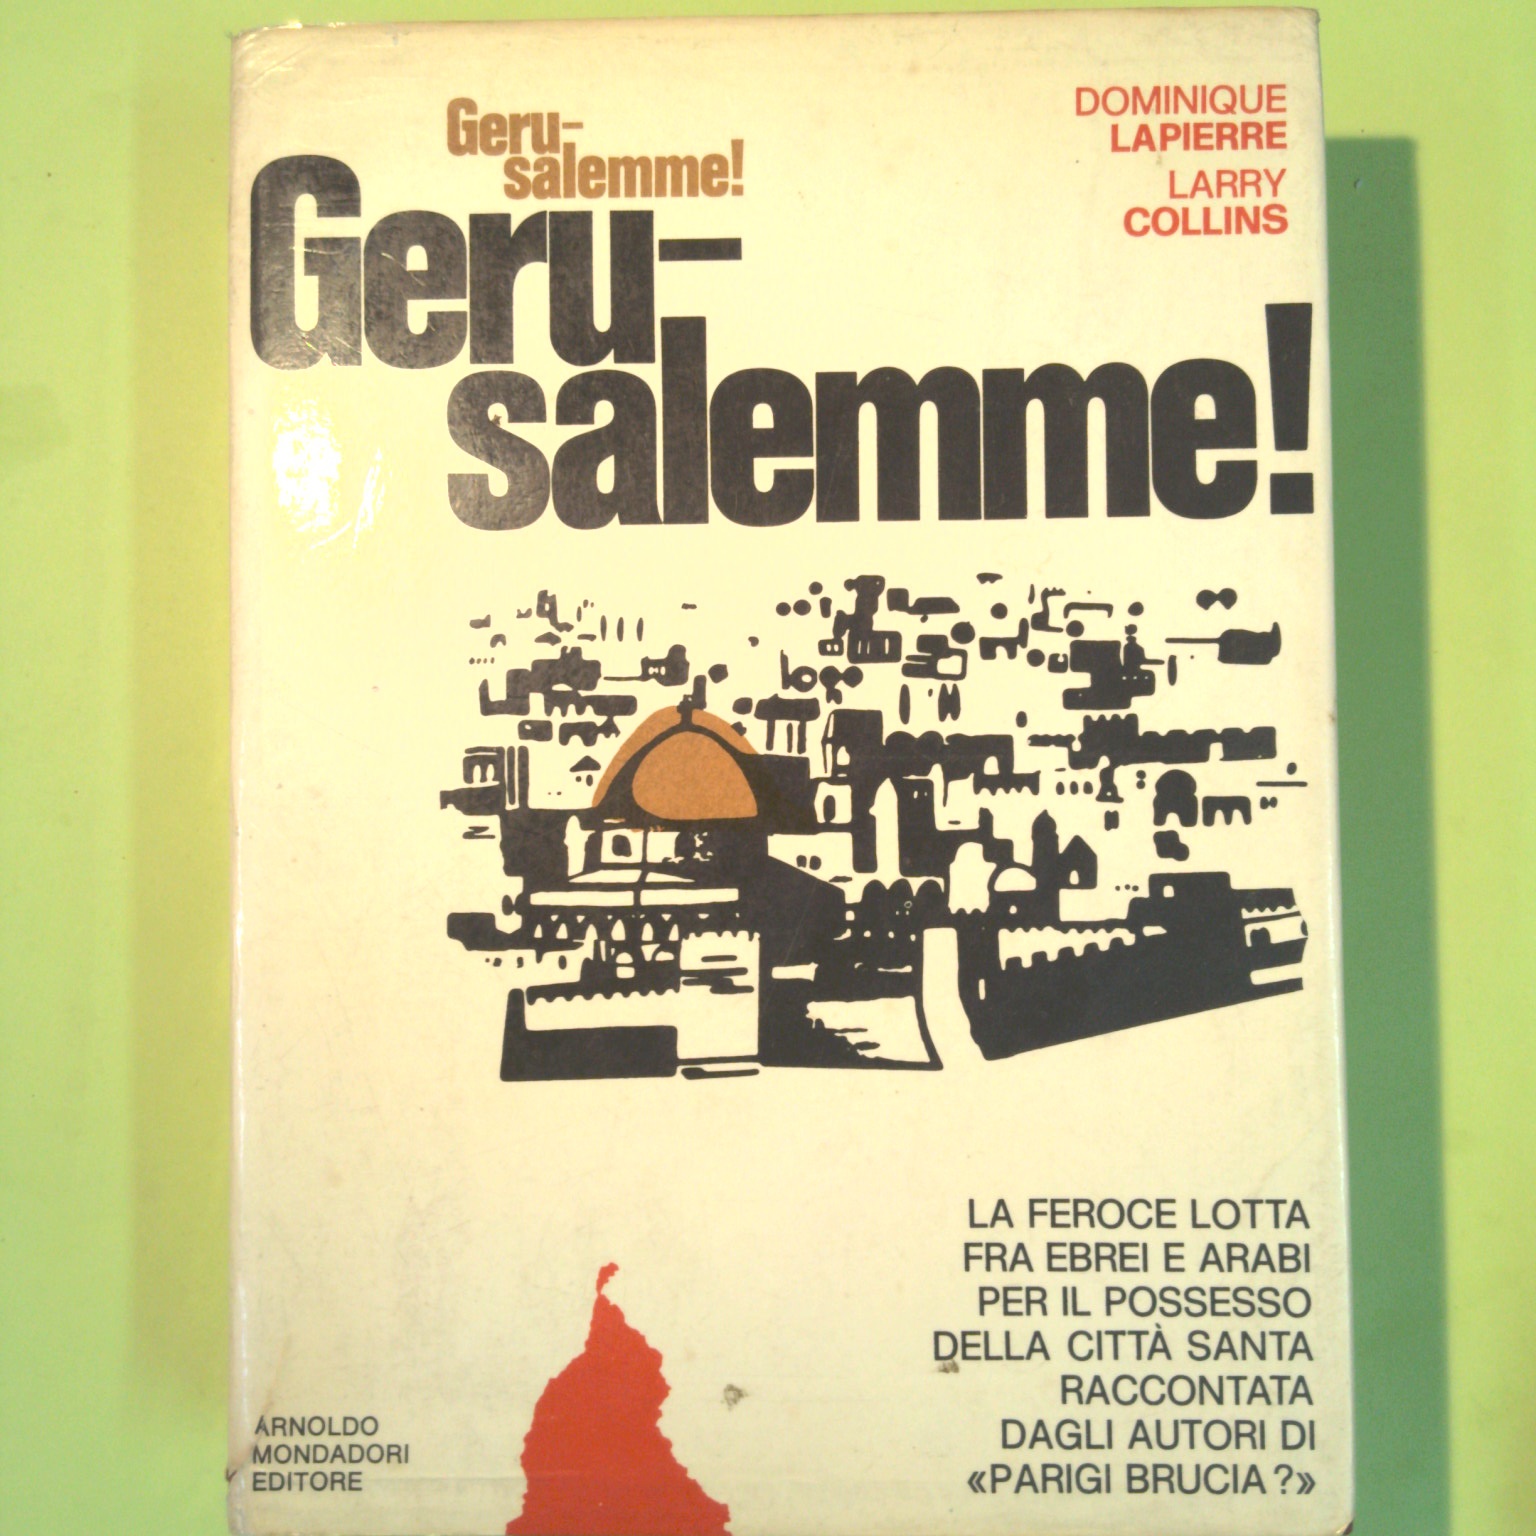 Geru-
salemme!
Geru-
salemme!
DOMINIQUE
LAPIERRE
LARRY
COLLINS
LA FEROCE LOTTA
FRA EBREI E ARABI
PER IL POSSESSO
DELLA CITTÀ SANTA
RACCONTATA
DAGLI AUTORI DI
«PARIGI BRUCIA?»
ARNOLDO
MONDADORI
EDITORE